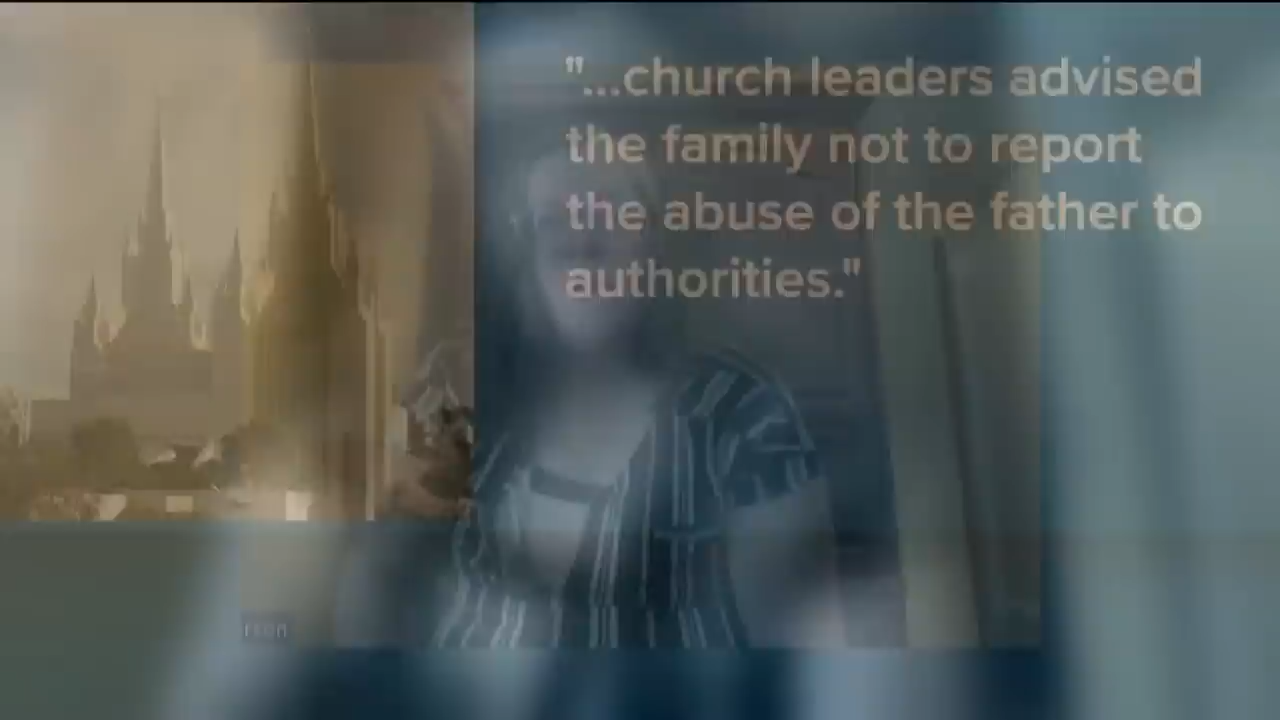 "...church leaders advised
the family not to report
the abuse of the father to
authorities."